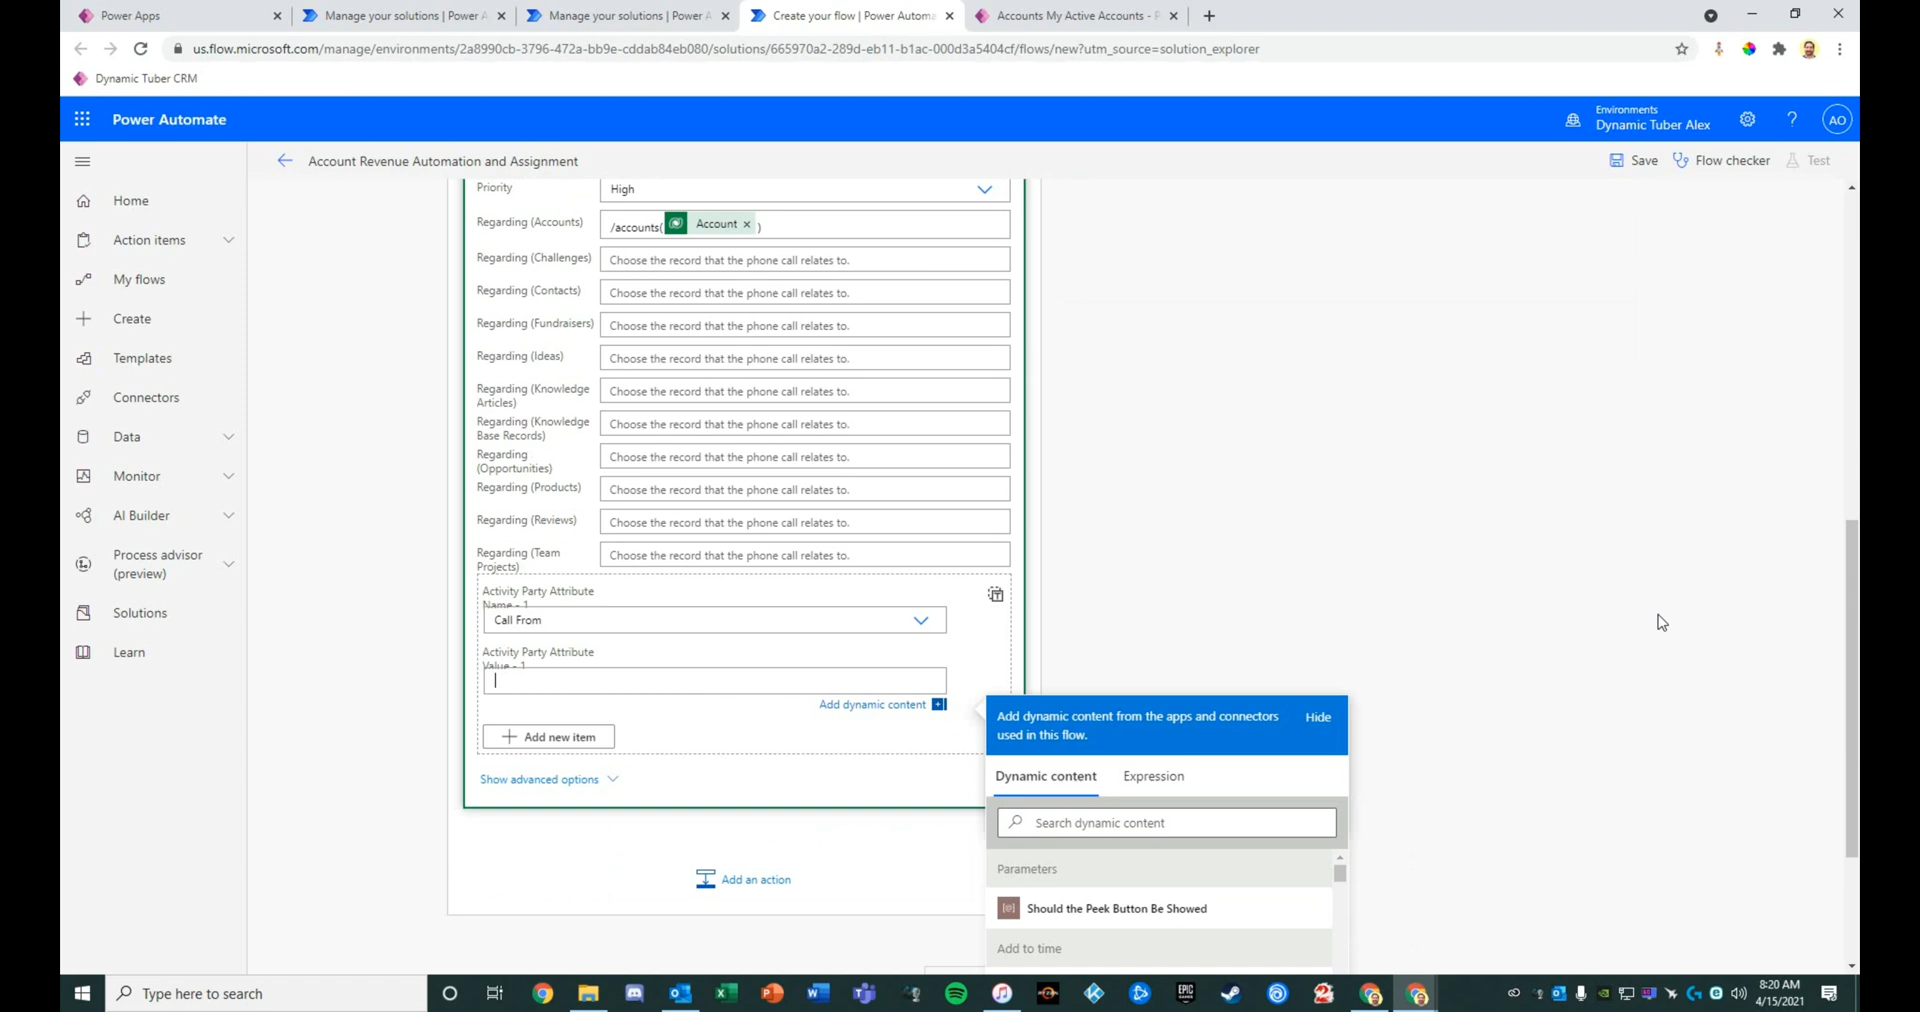 Power Apps
Manage your solutions | Power A
Manage your solutions | Power A
Create your flow | Power Automa
Accounts My Active Accounts - P
us.flow.microsoft.com/manage/environments/2a8990cb-3796-472a-bb9e-cddab84eb080/solutions/665970a2-289d-eb11-b1ac-000d3a5404cf/flows/new?utm_source=solution_explorer
Dynamic Tuber CRM
Power Automate
Environments
Dynamic Tuber Alex
AO
Account Revenue Automation and Assignment
Save
Flow checker
Test
Home
Action items
My flows
Create
Templates
Connectors
Data
Monitor
AI Builder
Process advisor
(preview)
Solutions
Learn
Priority
High
Regarding (Accounts)
/accounts( Account × )
Regarding (Challenges)
Choose the record that the phone call relates to.
Regarding (Contacts)
Choose the record that the phone call relates to.
Regarding (Fundraisers)
Choose the record that the phone call relates to.
Regarding (Ideas)
Choose the record that the phone call relates to.
Regarding (Knowledge
Articles)
Choose the record that the phone call relates to.
Regarding (Knowledge
Base Records)
Choose the record that the phone call relates to.
Regarding
(Opportunities)
Choose the record that the phone call relates to.
Regarding (Products)
Choose the record that the phone call relates to.
Regarding (Reviews)
Choose the record that the phone call relates to.
Regarding (Team
Projects)
Choose the record that the phone call relates to.
Activity Party Attribute
Name - 1
Call From
Activity Party Attribute
Value - 1
Add dynamic content
Add new item
Show advanced options
Add an action
Add dynamic content from the apps and connectors
used in this flow.
Hide
Dynamic content
Expression
Search dynamic content
Parameters
Should the Peek Button Be Showed
Add to time
Type here to search
EPIC
GAMES
8:20 AM
4/15/2021